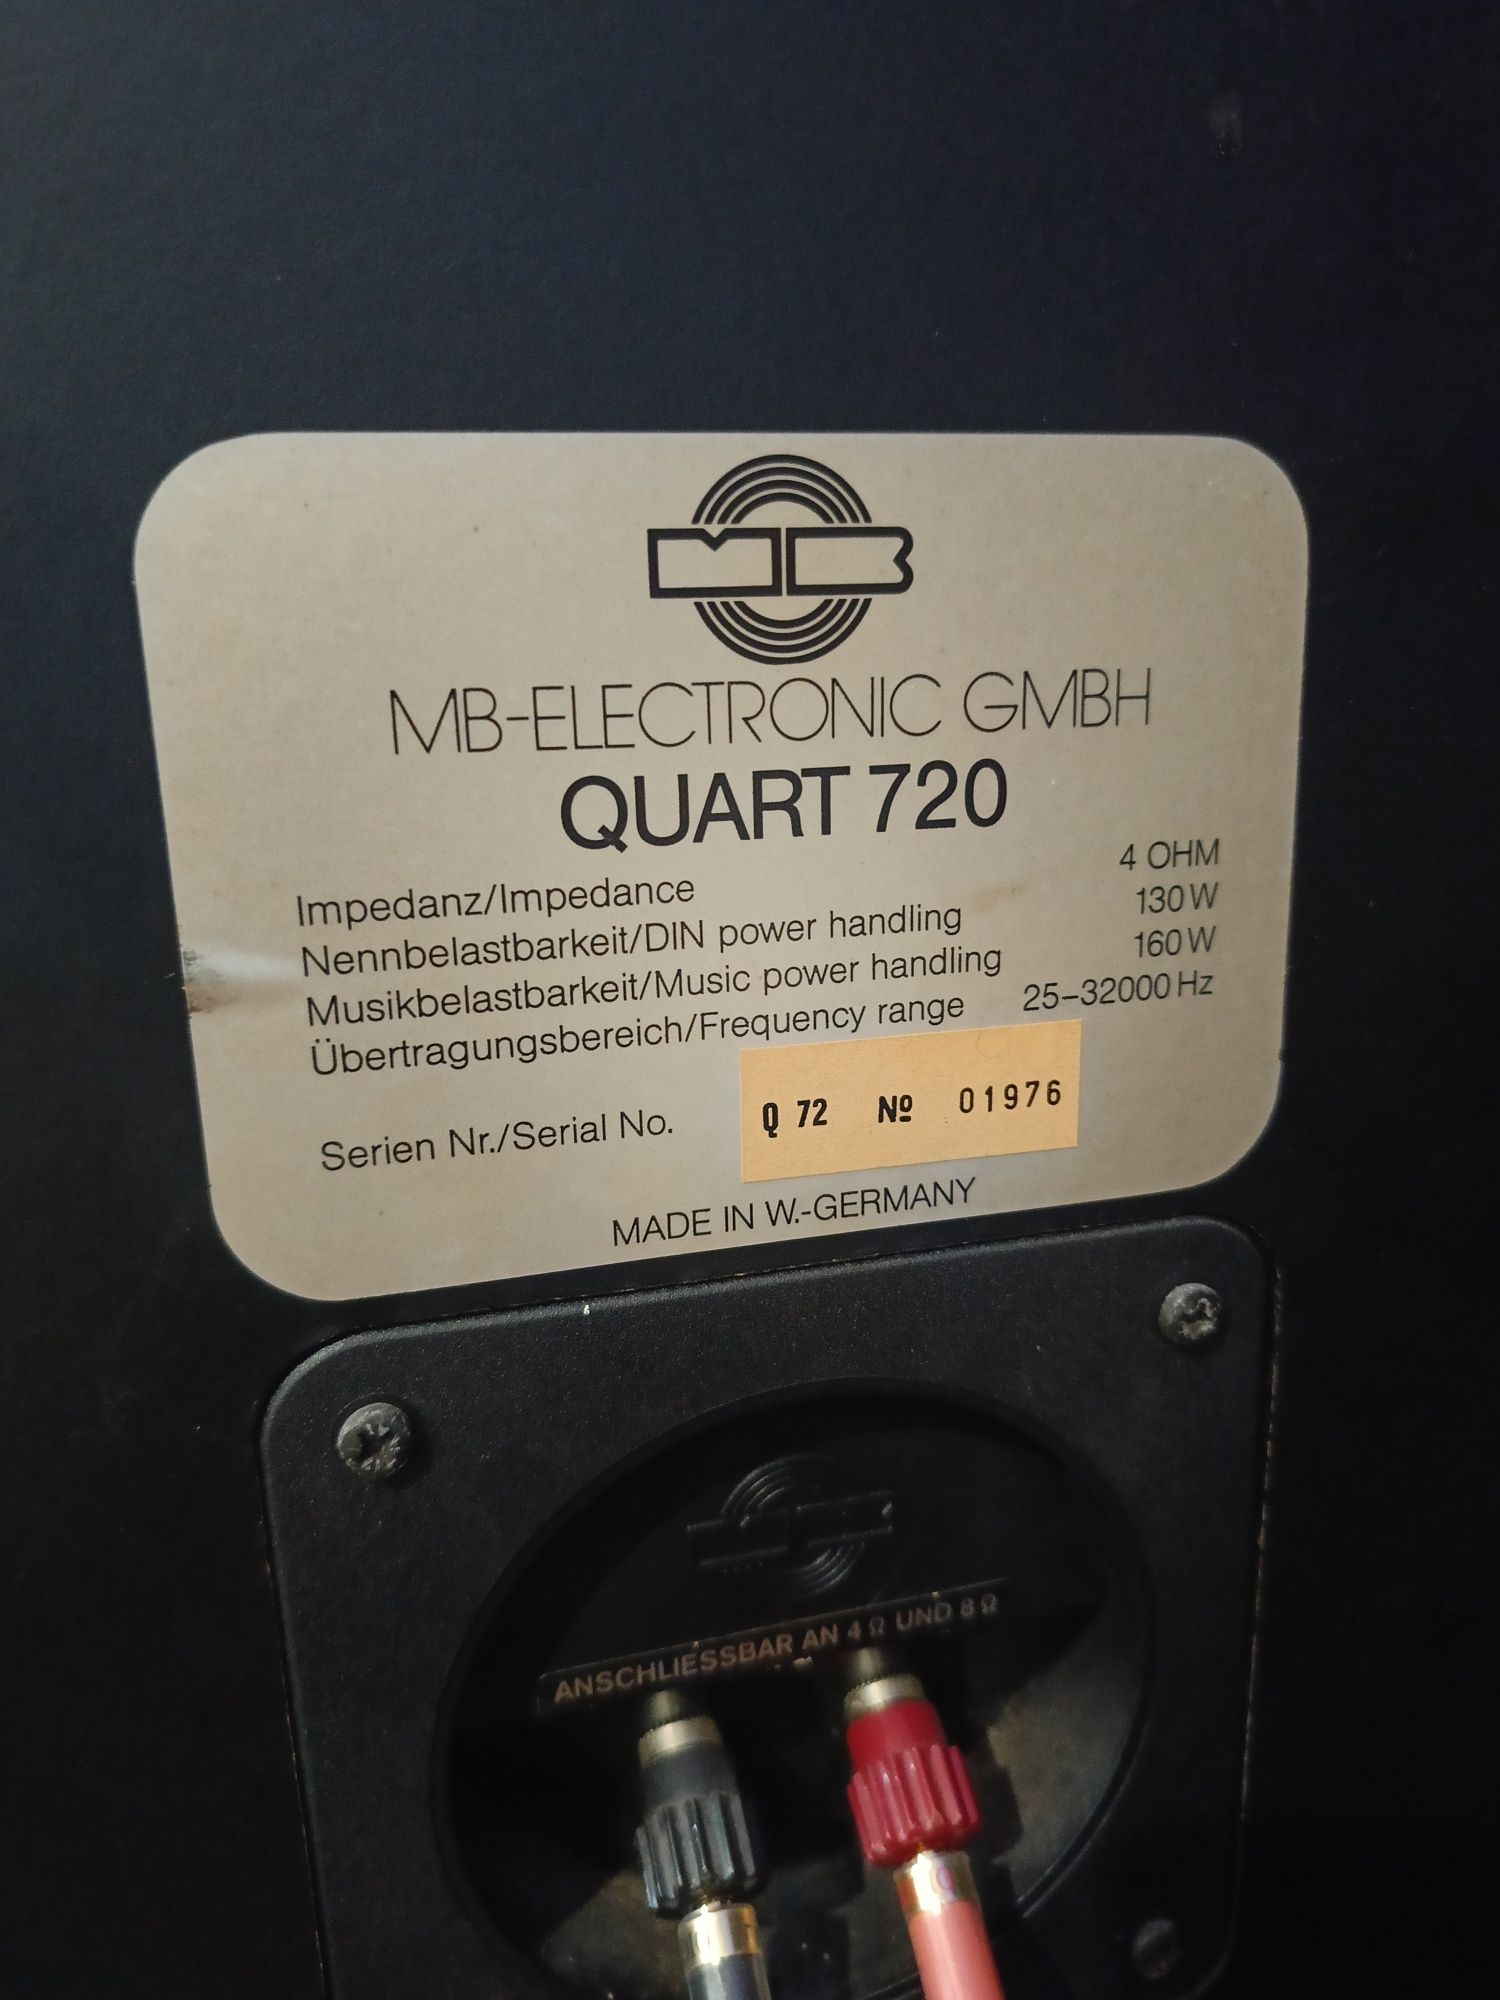 MB
MB-ELECTRONIC GMBH
QUART 720
Impedanz/Impedance 4 OHM
Nennbelastbarkeit/DIN power handling 130 W
Musikbelastbarkeit/Music power handling 160 W
Übertragungsbereich/Frequency range 25-32000 Hz
Serien Nr./Serial No. Q 72 № 01976
MADE IN W.-GERMANY
MB
ANSCHLIESSBAR AN 4 Ω UND 8 Ω